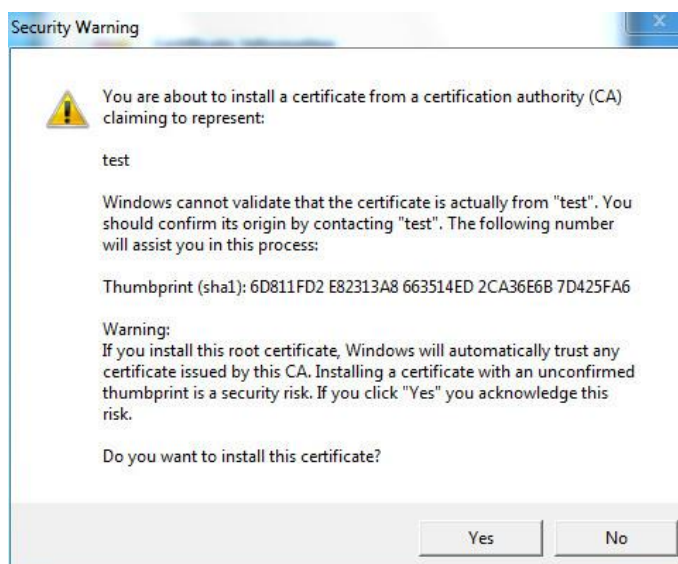 Security Warning
You are about to install a certificate from a certification authority (CA)
claiming to represent:
test
Windows cannot validate that the certificate is actually from "test". You
should confirm its origin by contacting "test". The following number
will assist you in this process:
Thumbprint (sha1): 6D811FD2 E82313A8 663514ED 2CA36E6B 7D425FA6
Warning:
If you install this root certificate, Windows will automatically trust any
certificate issued by this CA. Installing a certificate with an unconfirmed
thumbprint is a security risk. If you click "Yes" you acknowledge this
risk.
Do you want to install this certificate?
Yes No